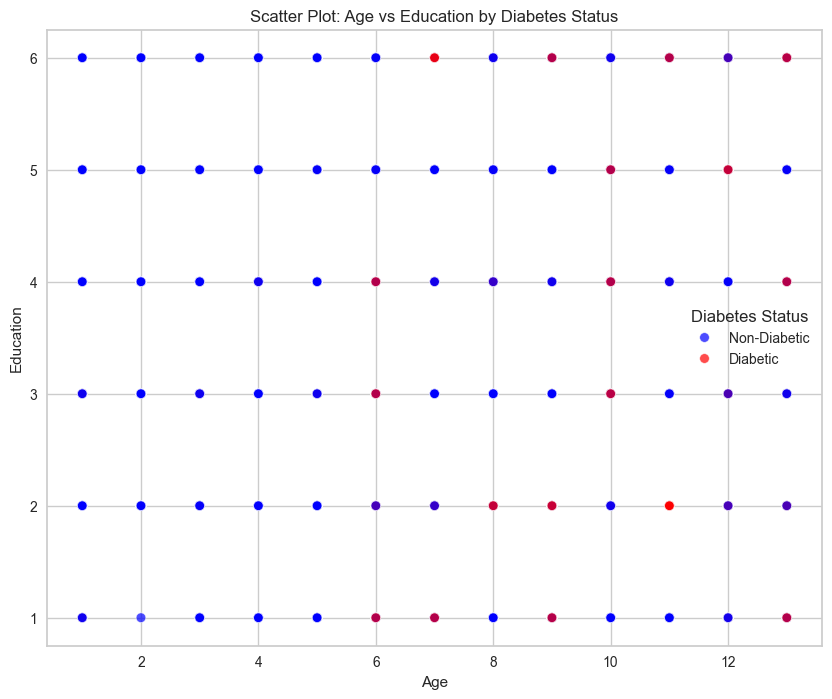 Scatter Plot: Age vs Education by Diabetes Status
6
5
4
3
2
1
Education
Diabetes Status
Non-Diabetic
Diabetic
2 4 6 8 10 12
Age